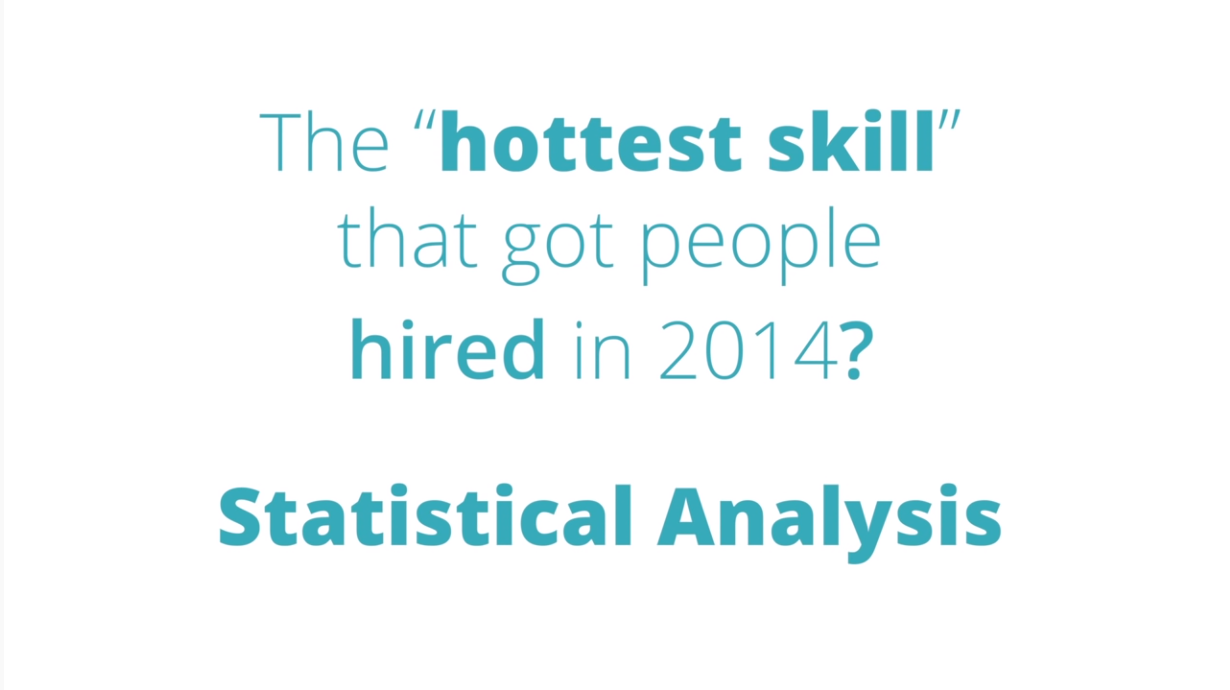 The “hottest skill”
that got people
hired in 2014?
Statistical Analysis